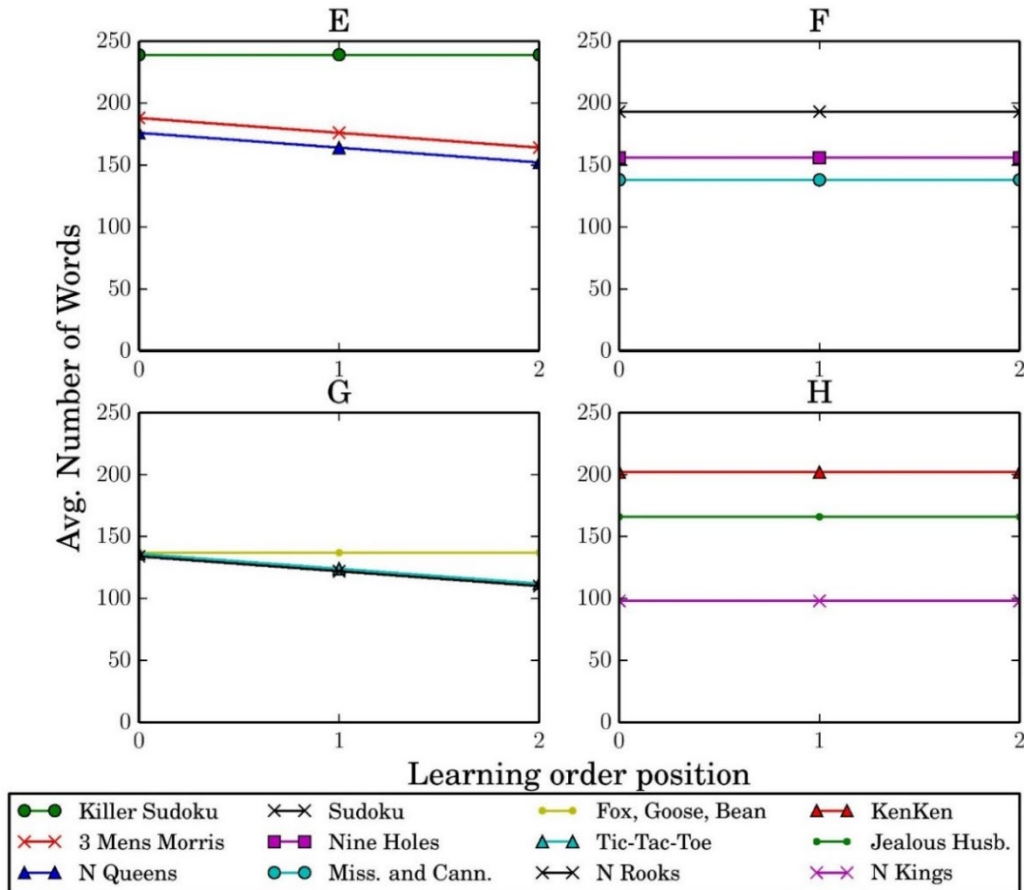 E
F
250
200
150
100
50
0
0 1 2
250
200
150
100
50
0
0 1 2
Avg. Number of Words
G
H
250
200
150
100
50
0
0 1 2
250
200
150
100
50
0
0 1 2
Learning order position
Killer Sudoku Sudoku Fox, Goose, Bean KenKen
3 Mens Morris Nine Holes Tic-Tac-Toe Jealous Husb.
N Queens Miss. and Cann. N Rooks N Kings